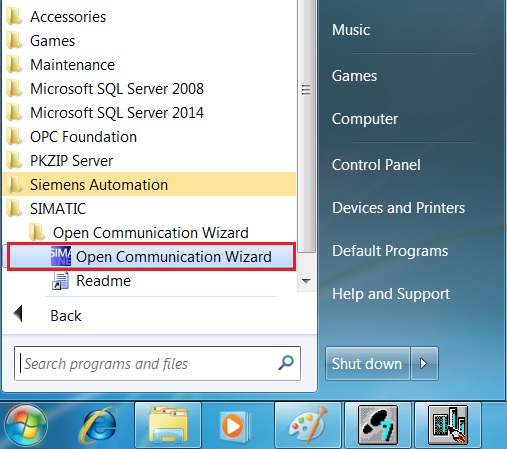 Accessories
Games
Maintenance
Microsoft SQL Server 2008
Microsoft SQL Server 2014
OPC Foundation
PKZIP Server
Siemens Automation
SIMATIC
Open Communication Wizard
SIMA
NE
Open Communication Wizard
Readme
Back
Search programs and files
Music
Games
Computer
Control Panel
Devices and Printers
Default Programs
Help and Support
Shut down